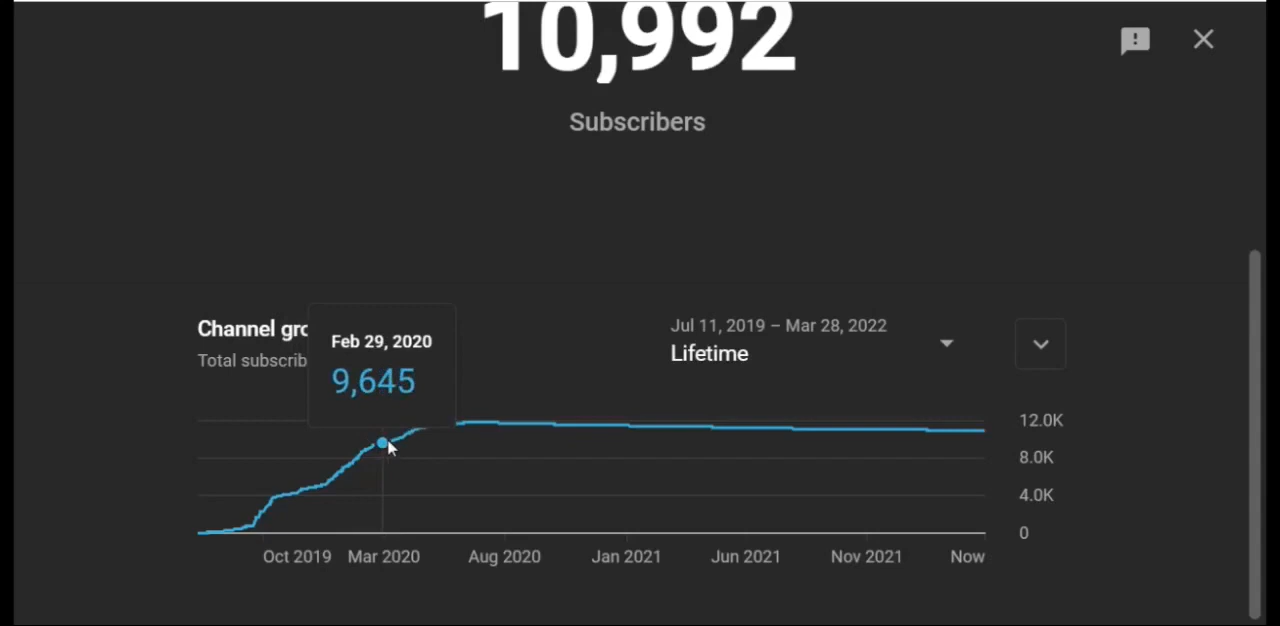 10,992
Subscribers
Channel gro
Total subscrib
Feb 29, 2020
9,645
Jul 11, 2019 – Mar 28, 2022
Lifetime
12.0K
8.0K
4.0K
0
Oct 2019 Mar 2020 Aug 2020 Jan 2021 Jun 2021 Nov 2021 Now